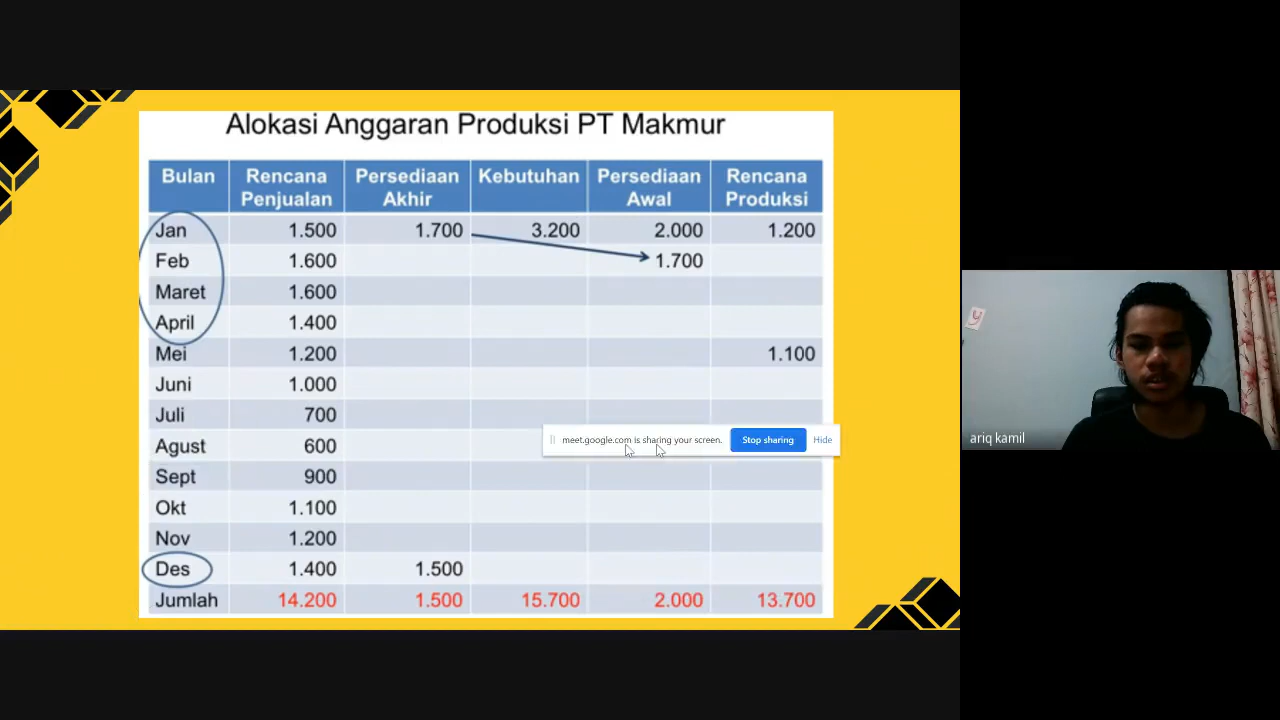 Alokasi Anggaran Produksi PT Makmur
Bulan Rencana Penjualan Persediaan Akhir Kebutuhan Persediaan Awal Rencana Produksi
Jan 1.500 1.700 3.200 2.000 1.200
Feb 1.600 1.700
Maret 1.600
April 1.400
Mei 1.200 1.100
Juni 1.000
Juli 700
Agust 600
meet.google.com is sharing your screen. Stop sharing Hide
Sept 900
Okt 1.100
Nov 1.200
Des 1.400 1.500
Jumlah 14.200 1.500 15.700 2.000 13.700
y
ariq kamil